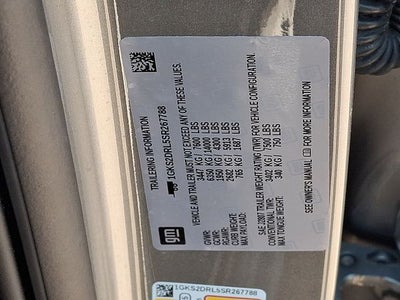 TRAILERING INFORMATION
1GKS2DRL5SR267788
VEHICLE AND TRAILER MUST NOT EXCEED ANY OF THESE VALUES.
GVWR: 3447 KG / 7600 LBS
GCWR: 6350 KG / 14000 LBS
RGAWR: 1950 KG / 4300 LBS
CURB WEIGHT: 2682 KG / 5913 LBS
MAX PAYLOAD: 765 KG / 1687 LBS
SAE J2807 TRAILER WEIGHT RATING (TWR) FOR VEHICLE CONFIGURATION.
CONVENTIONAL TWR: 3402 KG / 7500 LBS
MAX TONGUE WEIGHT: 340 KG / 750 LBS
SEE OWNER'S MANUAL FOR MORE INFORMATION
gm
1GKS2DRL5SR267788